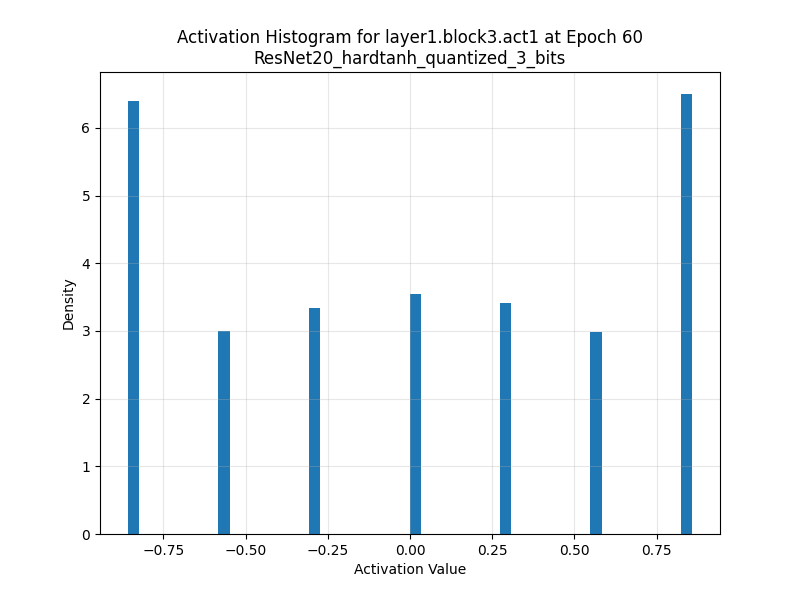 Activation Histogram for layer1.block3.act1 at Epoch 60
ResNet20_hardtanh_quantized_3_bits
6
5
4
3
2
1
0
Density
−0.75 −0.50 −0.25 0.00 0.25 0.50 0.75
Activation Value